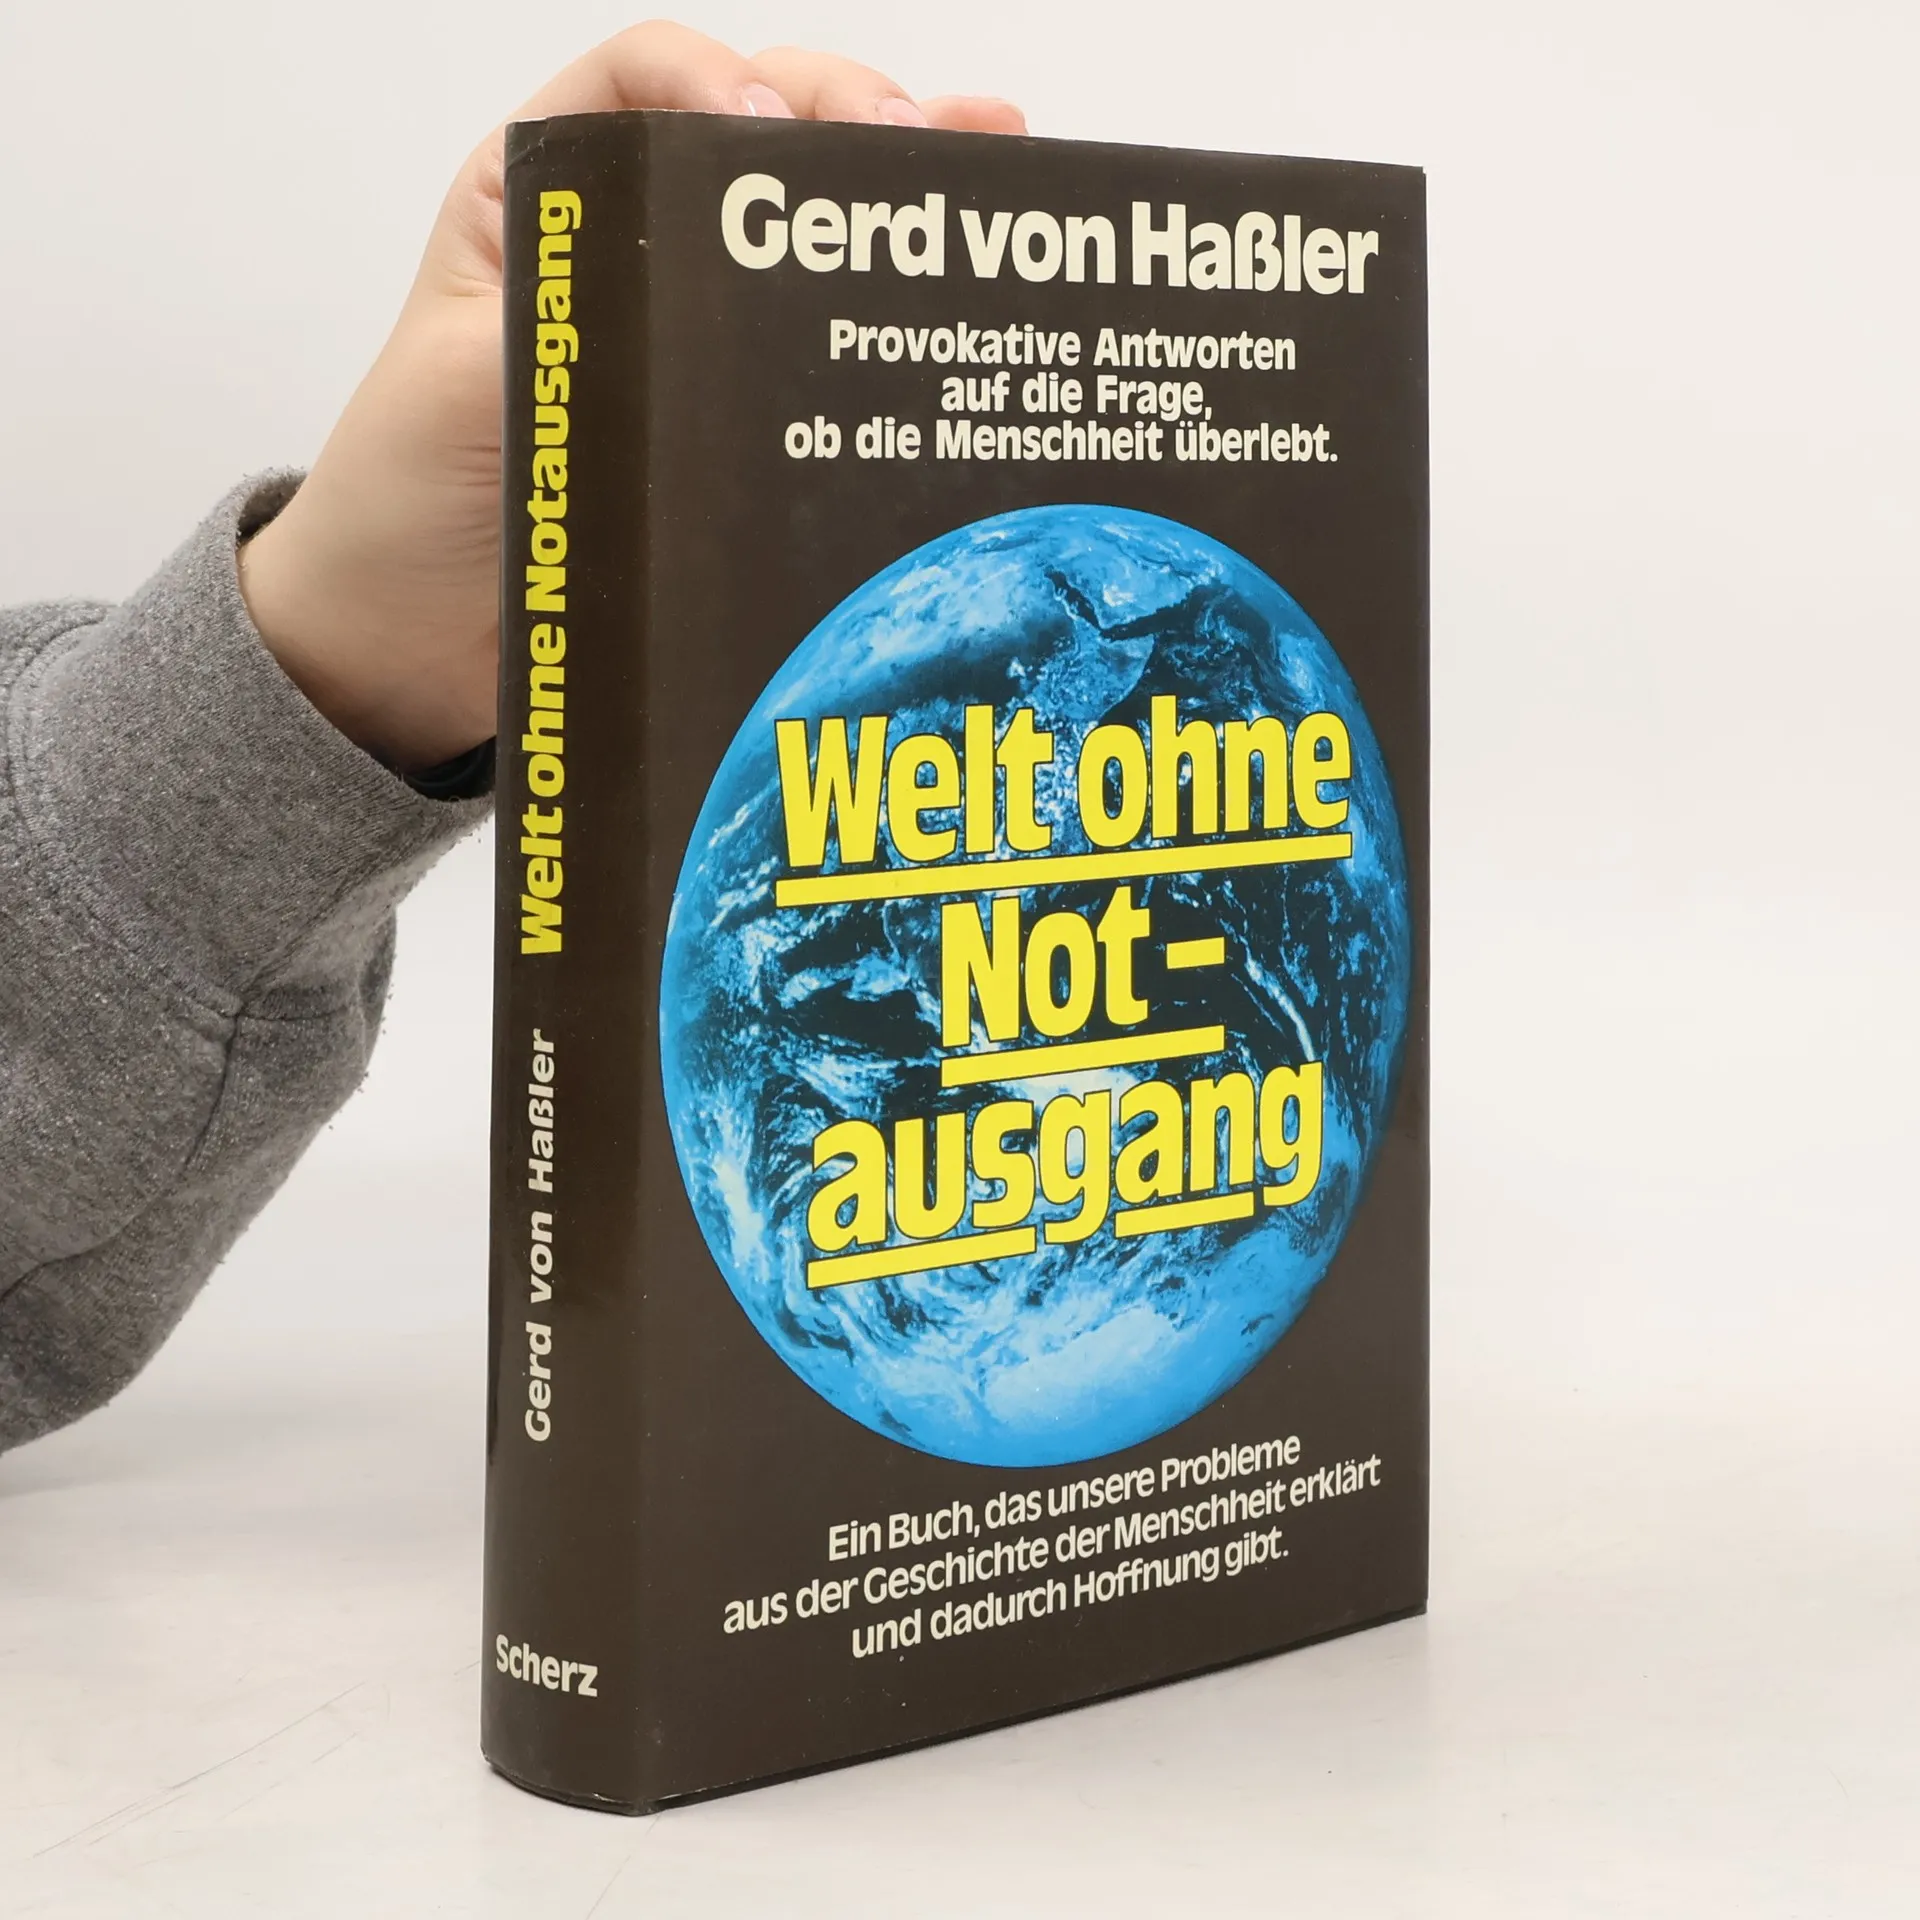 Gerd von Haßler
Provokative Antworten
auf die Frage,
ob die Menschheit überlebt.
Welt ohne
Not-
ausgang
Ein Buch, das unsere Probleme
aus der Geschichte der Menschheit erklärt
und dadurch Hoffnung gibt.
Gerd von Haßler Welt ohne Notausgang
Scherz